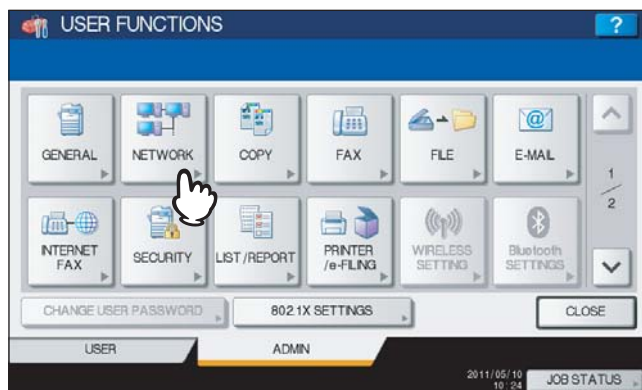 USER FUNCTIONS
?
GENERAL
NETWORK
COPY
FAX
FILE
E-MAIL
@
1
2
INTERNET
FAX
SECURITY
LIST/REPORT
PRINTER
/e-FILING
WIRELESS
SETTING
Bluetooth
SETTINGS
CHANGE USER PASSWORD
802.1X SETTINGS
CLOSE
USER
ADMIN
2011/05/10
10:24
JOB STATUS